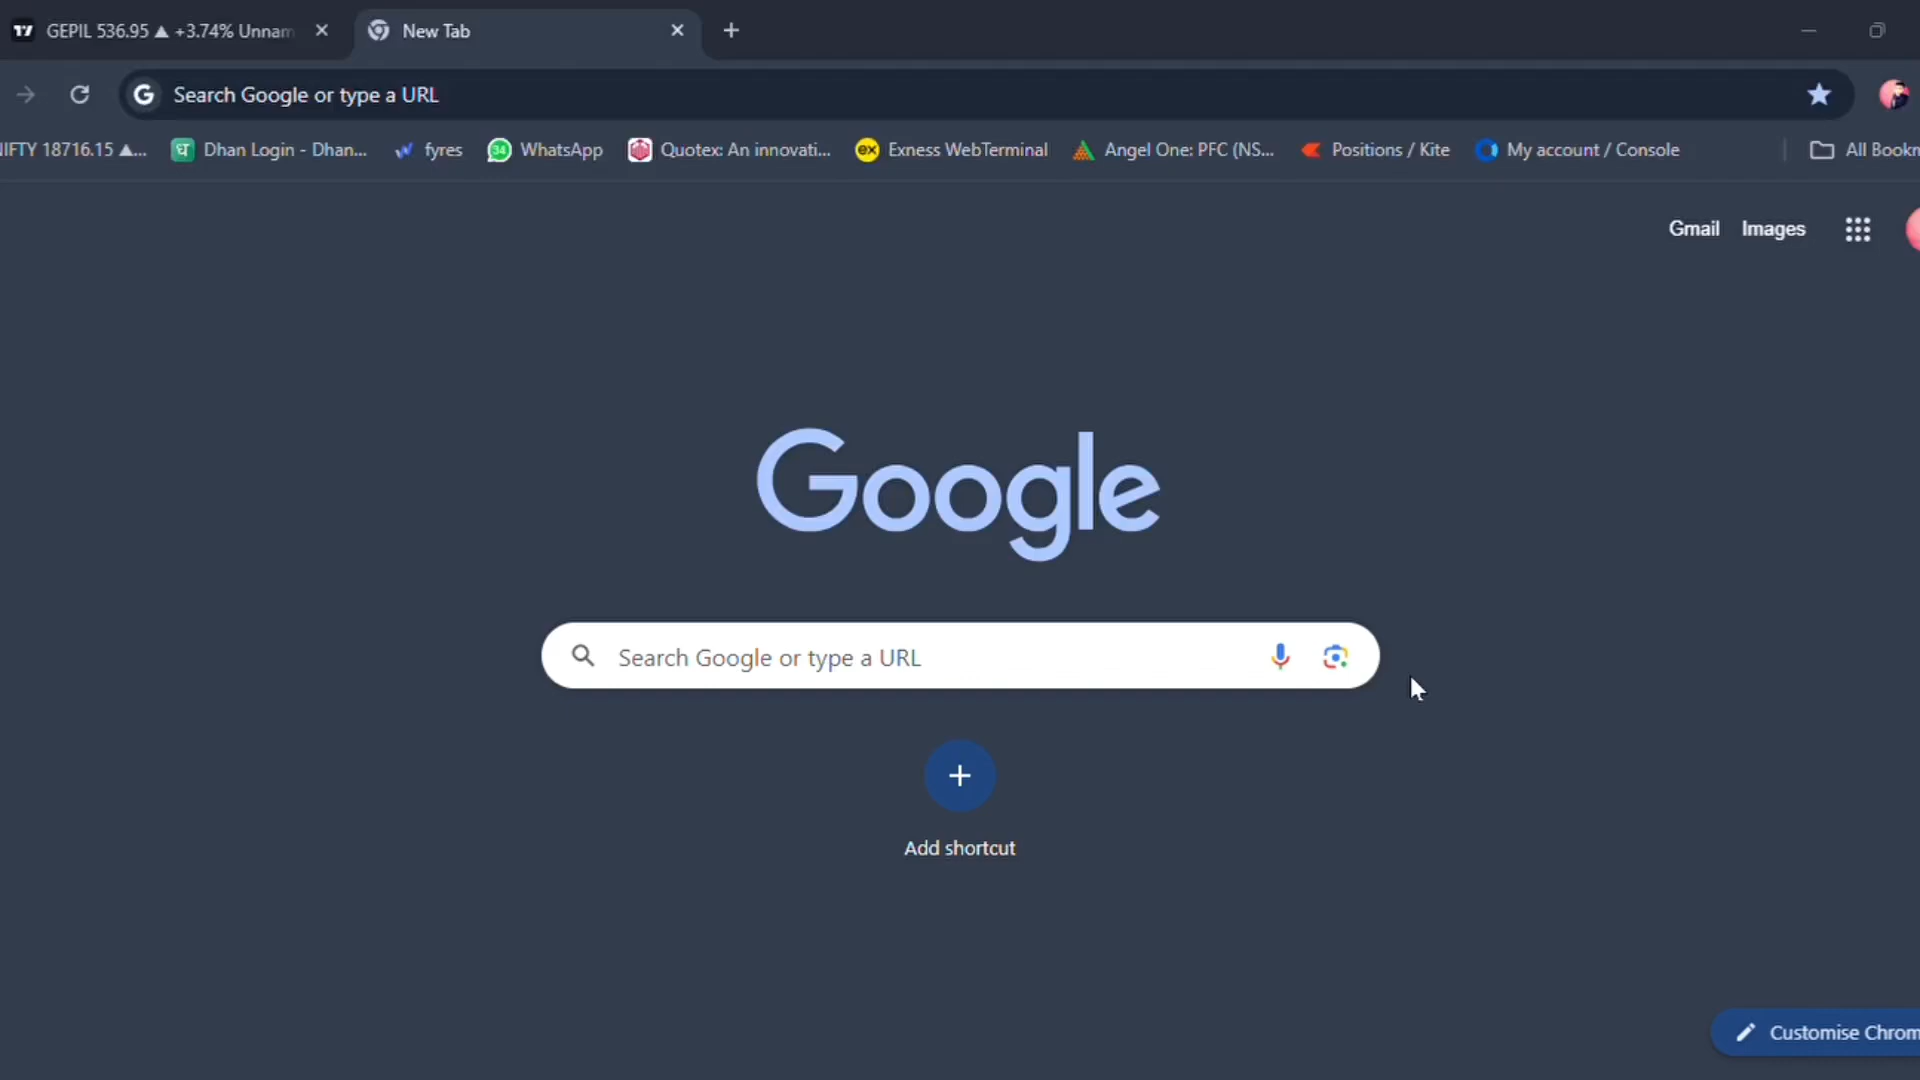 GEPIL 536.95 ▲ +3.74% Unnam
New Tab
Search Google or type a URL
IFTY 18716.15 ▲...
Dhan Login - Dhan...
fyres
34
WhatsApp
Quotex: An innovati...
ex
Exness WebTerminal
Angel One: PFC (NS...
Positions / Kite
My account / Console
All Bookm
Gmail
Images
Google
Search Google or type a URL
Add shortcut
Customise Chrom